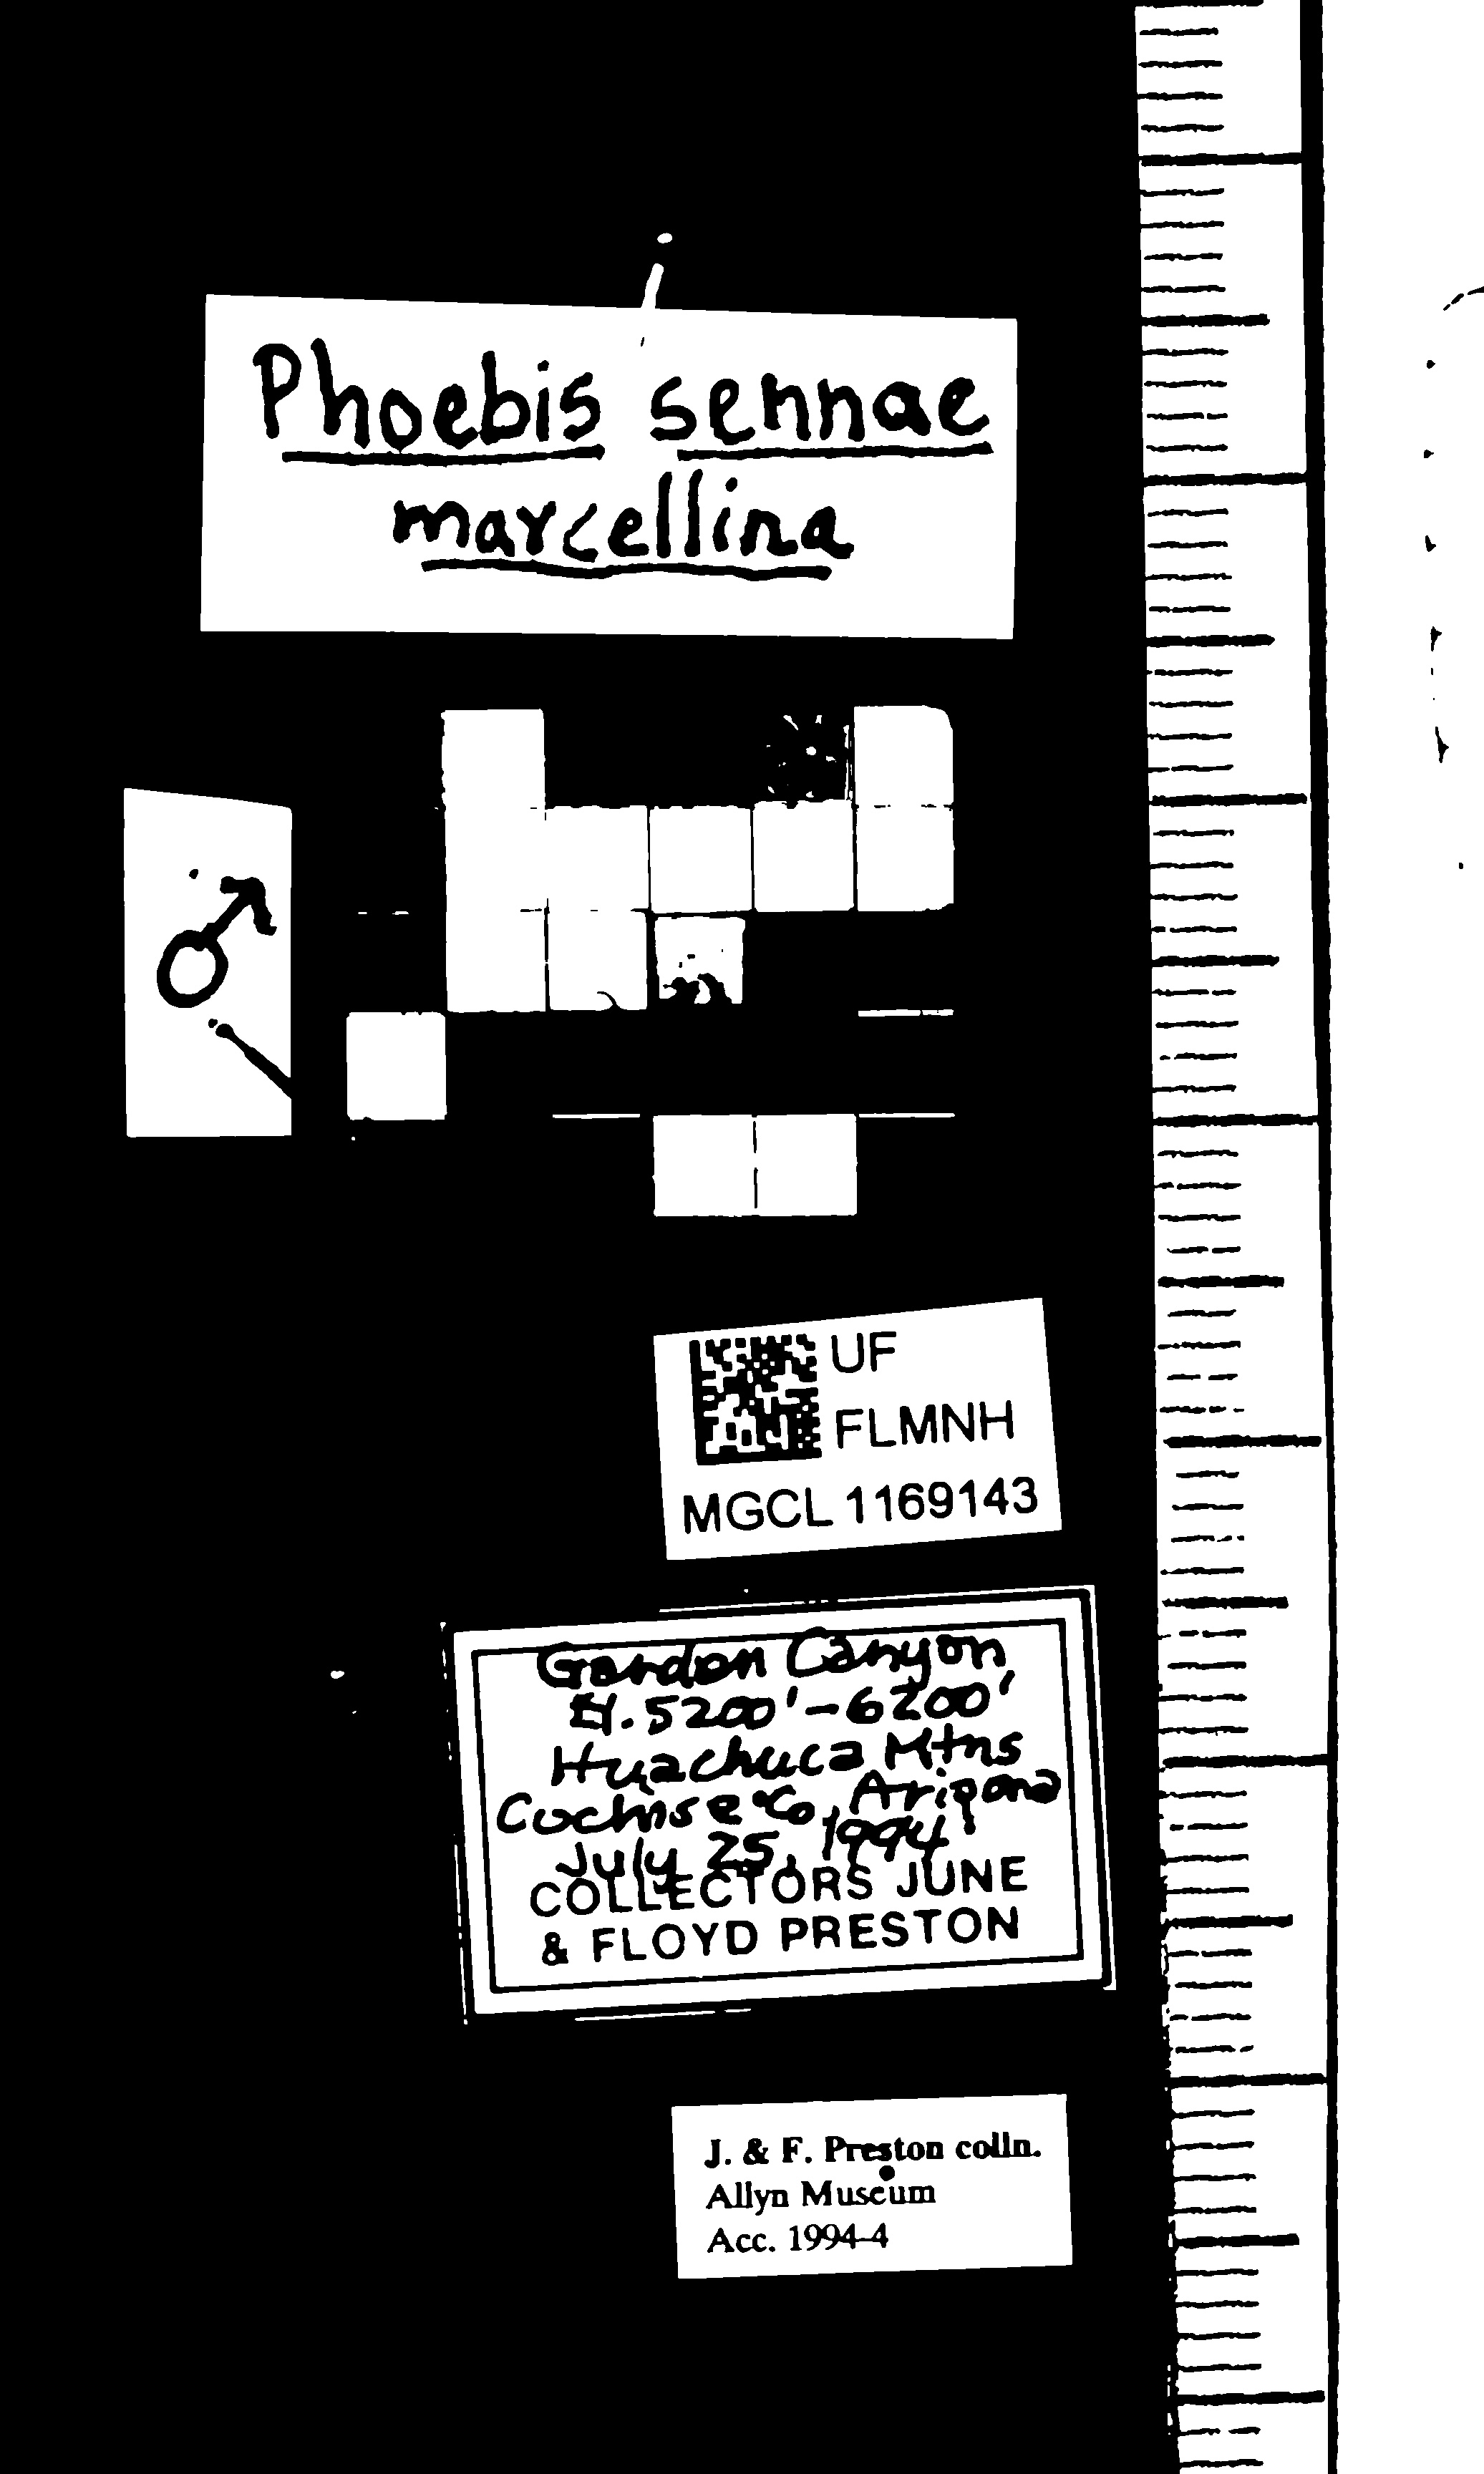 Phoebis sennae
marcellina
♂
UF
FLMNH
MGCL 1169143
Garden Canyon
El. 5200'-6200'
Huachuca Mtns
Cochise Co, Arizona
July 25, 1994
COLLECTORS JUNE
& FLOYD PRESTON
J. & F. Preston colln.
Allyn Museum
Acc. 1994-4